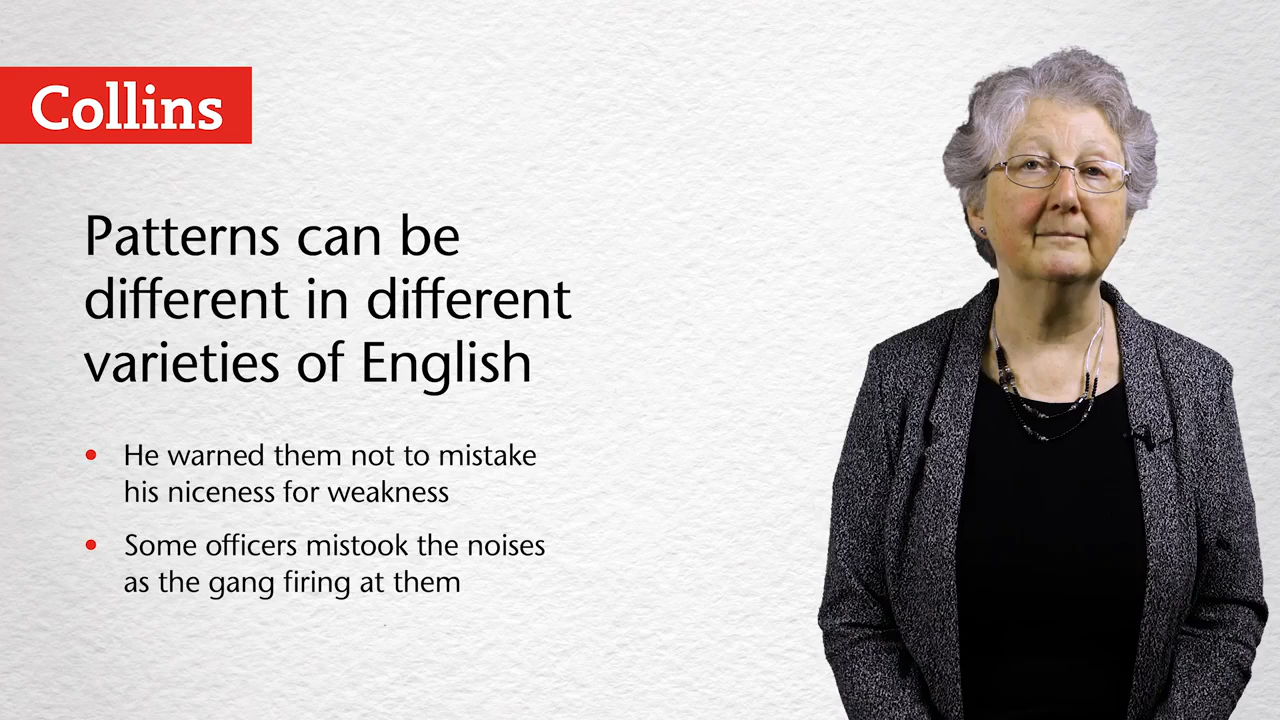 Collins
Patterns can be
different in different
varieties of English
• He warned them not to mistake
his niceness for weakness
• Some officers mistook the noises
as the gang firing at them